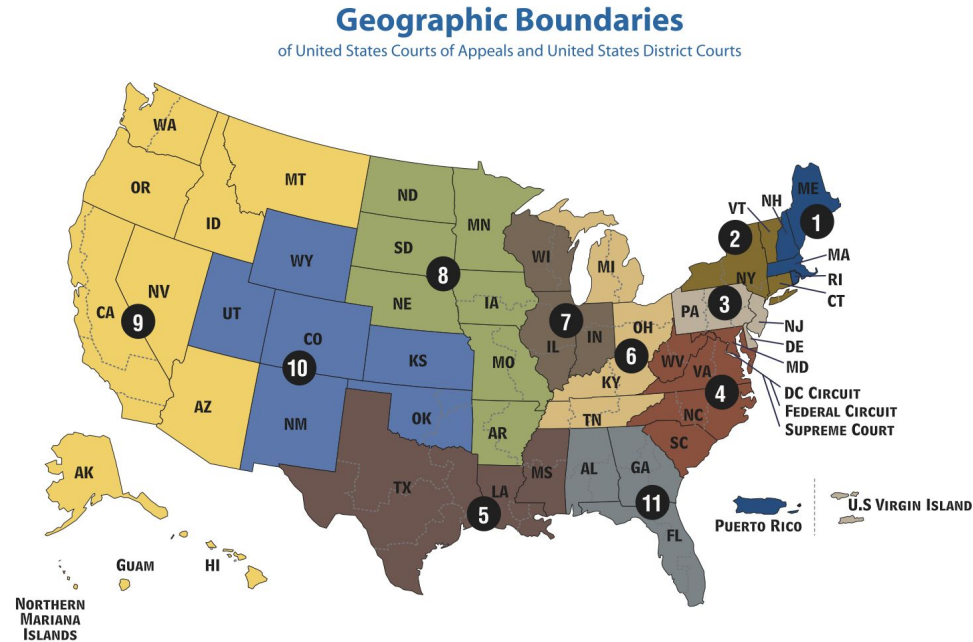 Geographic Boundaries
of United States Courts of Appeals and United States District Courts
WA
OR
ID
MT
ND
MN
SD
NE
IA
WI
MI
ME
NH
VT
1
2
MA
RI
CT
NY
PA
3
NJ
DE
MD
WY
8
CA
NV
9
UT
CO
10
KS
MO
7
IL
IN
OH
6
KY
WV
VA
4
DC Circuit
Federal Circuit
Supreme Court
AZ
NM
OK
AR
TN
NC
SC
TX
LA
MS
5
AL
GA
11
FL
AK
HI
Guam
Northern
Mariana
Islands
Puerto Rico
U.S Virgin Island